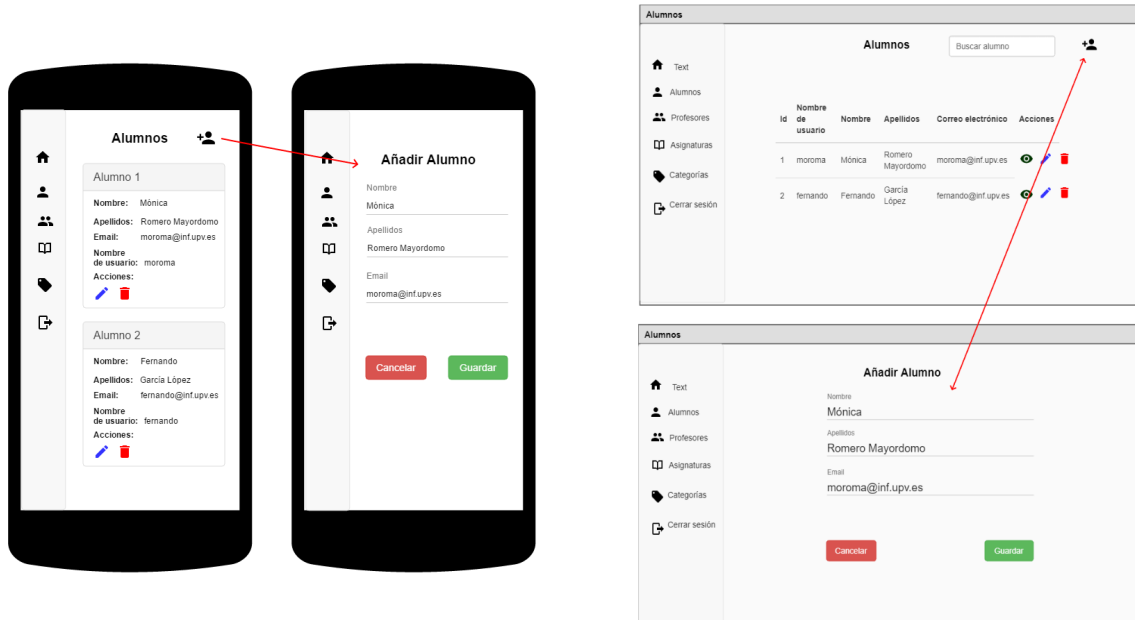 Alumnos
Alumno 1
Nombre: Mónica
Apellidos: Romero Mayordomo
Email: moroma@inf.upv.es
Nombre
de usuario: moroma
Acciones:
Alumno 2
Nombre: Fernando
Apellidos: García López
Email: fernando@inf.upv.es
Nombre
de usuario: fernando
Acciones:
Añadir Alumno
Nombre
Mónica
Apellidos
Romero Mayordomo
Email
moroma@inf.upv.es
Cancelar Guardar
Alumnos
Text
Alumnos
Profesores
Asignaturas
Categorías
Cerrar sesión
Alumnos Buscar alumno
Id Nombre de usuario Nombre Apellidos Correo electrónico Acciones
1 moroma Mónica Romero Mayordomo moroma@inf.upv.es
2 fernando Fernando García López fernando@inf.upv.es
Alumnos
Text
Alumnos
Profesores
Asignaturas
Categorías
Cerrar sesión
Añadir Alumno
Nombre
Mónica
Apellidos
Romero Mayordomo
Email
moroma@inf.upv.es
Cancelar Guardar